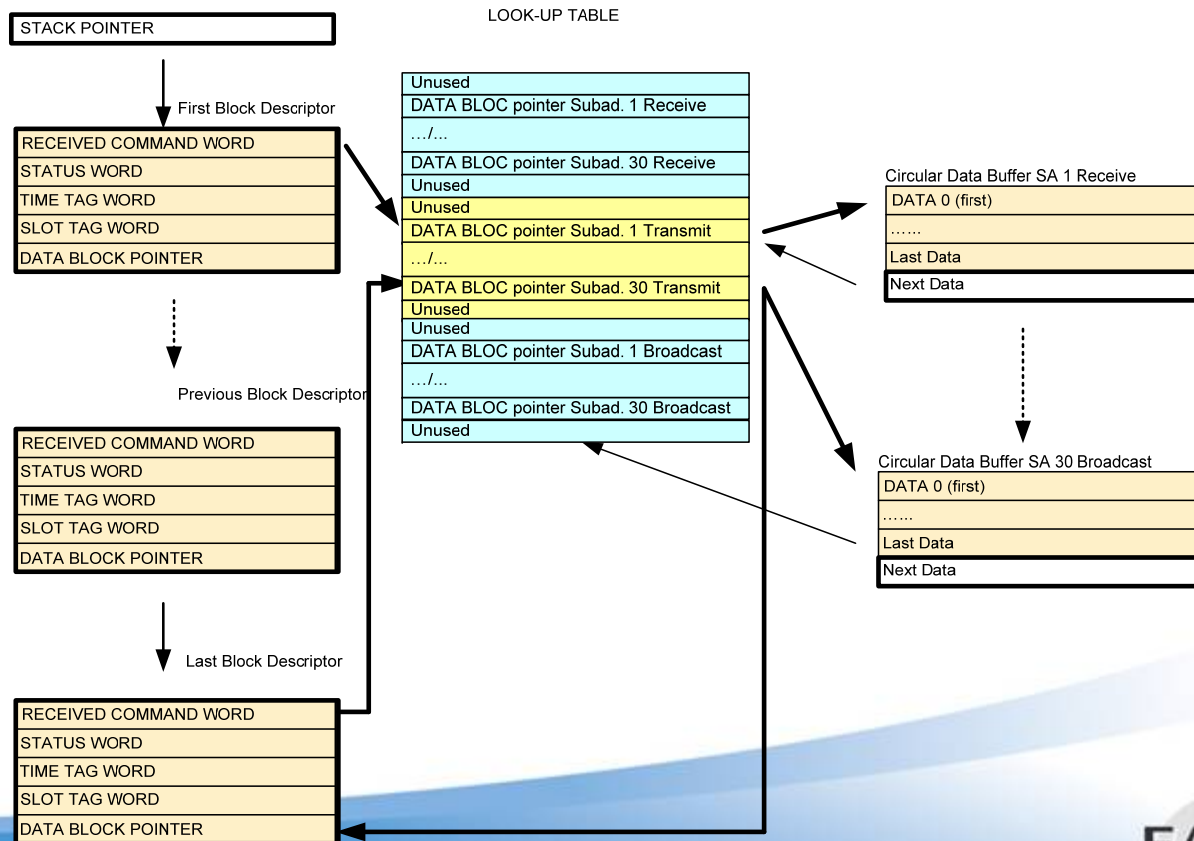 LOOK-UP TABLE
STACK POINTER
First Block Descriptor
RECEIVED COMMAND WORD
STATUS WORD
TIME TAG WORD
SLOT TAG WORD
DATA BLOCK POINTER
Previous Block Descriptor
RECEIVED COMMAND WORD
STATUS WORD
TIME TAG WORD
SLOT TAG WORD
DATA BLOCK POINTER
Last Block Descriptor
RECEIVED COMMAND WORD
STATUS WORD
TIME TAG WORD
SLOT TAG WORD
DATA BLOCK POINTER
Unused
DATA BLOC pointer Subad. 1 Receive
…/...
DATA BLOC pointer Subad. 30 Receive
Unused
Unused
DATA BLOC pointer Subad. 1 Transmit
…/...
DATA BLOC pointer Subad. 30 Transmit
Unused
Unused
DATA BLOC pointer Subad. 1 Broadcast
…/...
DATA BLOC pointer Subad. 30 Broadcast
Unused
Circular Data Buffer SA 1 Receive
DATA 0 (first)
……
Last Data
Next Data
Circular Data Buffer SA 30 Broadcast
DATA 0 (first)
……
Last Data
Next Data